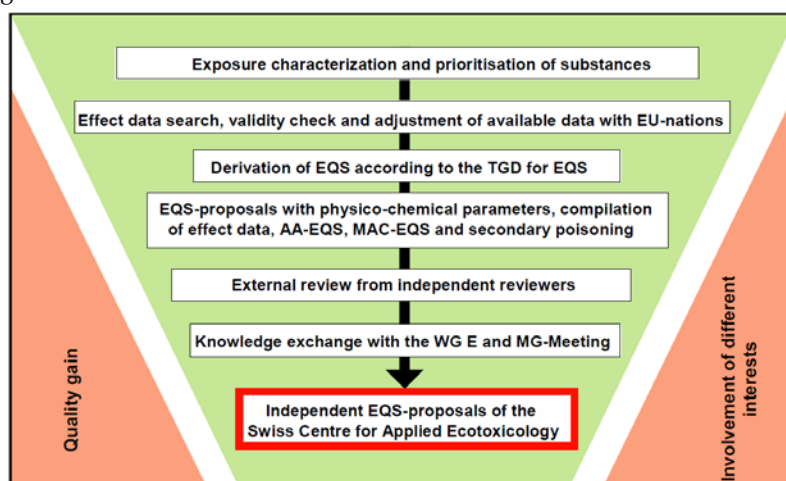 Exposure characterization and prioritisation of substances
Effect data search, validity check and adjustment of available data with EU-nations
Derivation of EQS according to the TGD for EQS
EQS-proposals with physico-chemical parameters, compilation
of effect data, AA-EQS, MAC-EQS and secondary poisoning
External review from independent reviewers
Knowledge exchange with the WG E and MG-Meeting
Independent EQS-proposals of the
Swiss Centre for Applied Ecotoxicology
Quality gain
Involvement of different
interests